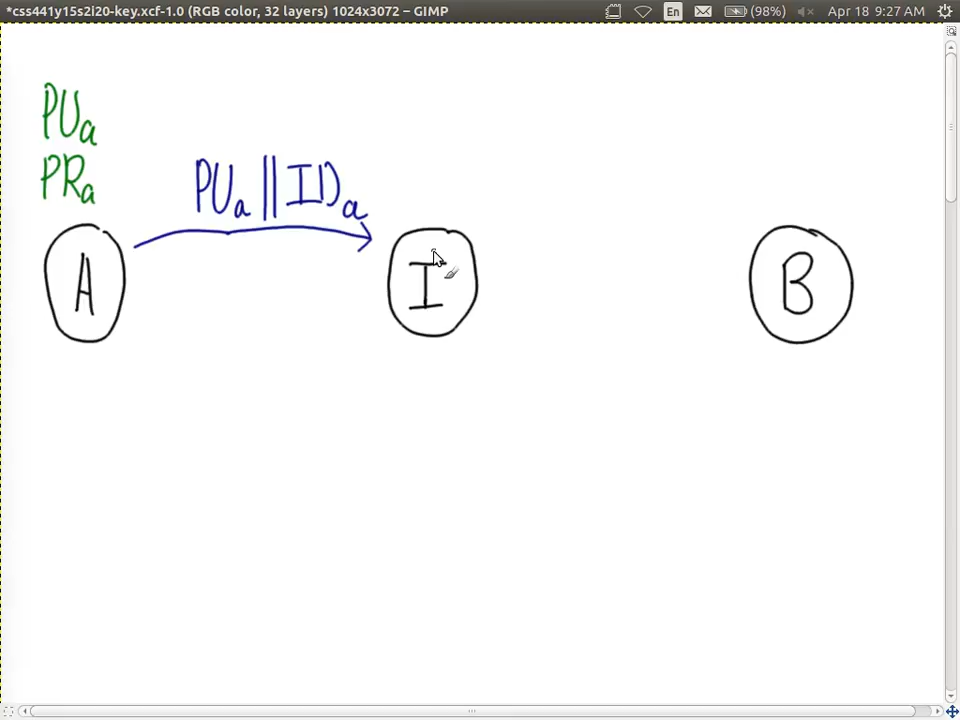 *css441y15s2i20-key.xcf-1.0 (RGB color, 32 layers) 1024x3072 – GIMP
En
(98%)
Apr 18 9:27 AM
PUa
PRa
PUa || IDa
A
I
B